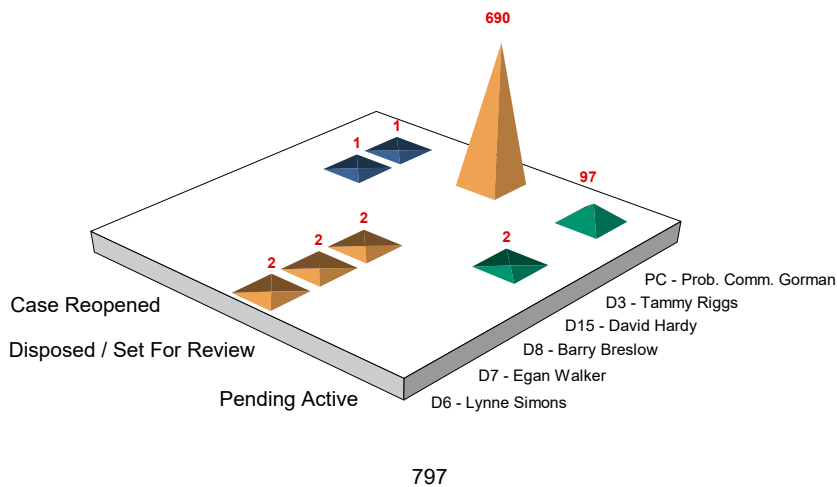 690
1
1
97
2
2
2
2
PC - Prob. Comm. Gorman
D3 - Tammy Riggs
Case Reopened
D15 - David Hardy
Disposed / Set For Review
D8 - Barry Breslow
D7 - Egan Walker
Pending Active
D6 - Lynne Simons
797